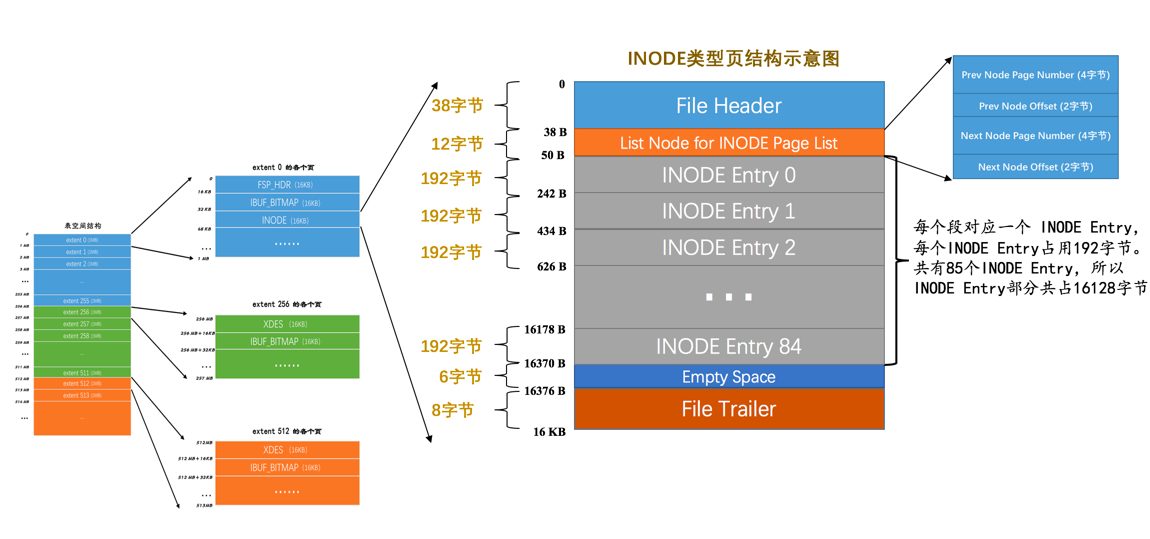 表空间结构
0
extent 0 (1MB)
1 MB
extent 1 (1MB)
2 MB
extent 2 (1MB)
3 MB
...
...
255 MB
extent 255 (1MB)
256 MB
extent 256 (1MB)
257 MB
extent 257 (1MB)
258 MB
extent 258 (1MB)
259 MB
...
...
511 MB
extent 511 (1MB)
512 MB
extent 512 (1MB)
513 MB
extent 513 (1MB)
514 MB
...
...
extent 0 的各个页
0
FSP_HDR (16KB)
16 KB
IBUF_BITMAP (16KB)
32 KB
INODE (16KB)
68 KB
...
......
1 MB
extent 256 的各个页
256 MB
XDES (16KB)
256 MB+16KB
IBUF_BITMAP (16KB)
256 MB+32KB
...
......
257 MB
extent 512 的各个页
512MB
XDES (16KB)
512 MB+16KB
IBUF_BITMAP (16KB)
512 MB+32KB
...
......
513MB
INODE类型页结构示意图
0
38字节
File Header
38 B
12字节
List Node for INODE Page List
50 B
192字节
INODE Entry 0
242 B
192字节
INODE Entry 1
434 B
192字节
INODE Entry 2
626 B
...
16178 B
192字节
INODE Entry 84
16370 B
6字节
Empty Space
16376 B
8字节
File Trailer
16 KB
Prev Node Page Number (4字节)
Prev Node Offset (2字节)
Next Node Page Number (4字节)
Next Node Offset (2字节)
每个段对应一个 INODE Entry,
每个INODE Entry占用192字节。
共有85个INODE Entry, 所以
INODE Entry部分共占16128字节